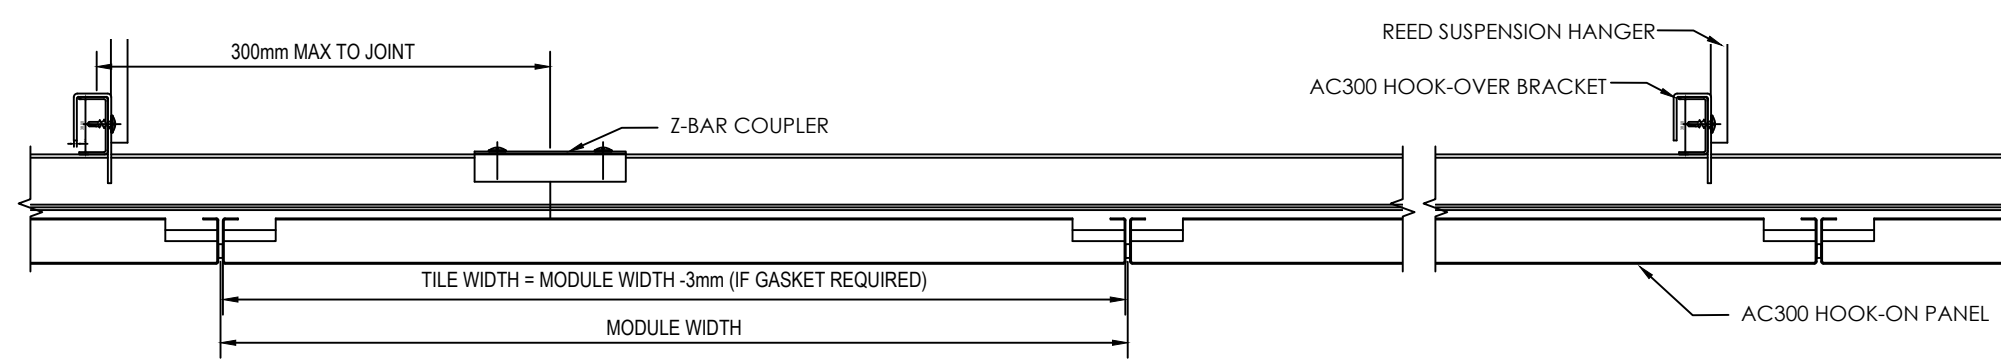 REED SUSPENSION HANGER
300mm MAX TO JOINT
AC300 HOOK-OVER BRACKET
Z-BAR COUPLER
TILE WIDTH = MODULE WIDTH -3mm (IF GASKET REQUIRED)
AC300 HOOK-ON PANEL
MODULE WIDTH